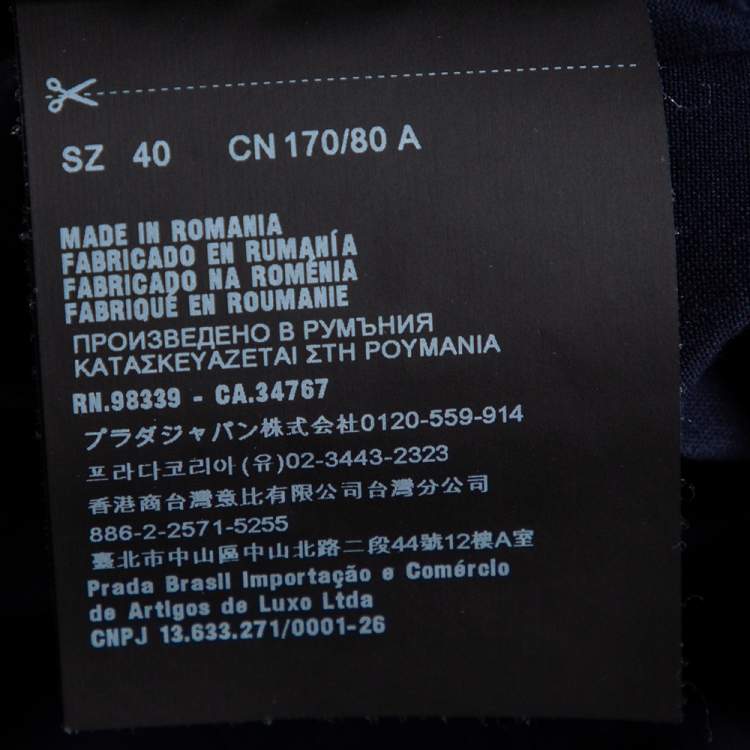 SZ 40 CN 170/80 A
MADE IN ROMANIA
FABRICADO EN RUMANÍA
FABRICADO NA ROMÉNIA
FABRIQUÉ EN ROUMANIE
ПРОИЗВЕДЕНО В РУМЪНИЯ
ΚΑΤΑΣΚΕΥΑΖΕΤΑΙ ΣΤΗ ΡΟΥΜΑΝΙΑ
RN.98339 - CA.34767
プラダジャパン株式会社0120-559-914
프라다코리아(유)02-3443-2323
香港商台灣意比有限公司台灣分公司
886-2-2571-5255
臺北市中山區中山北路二段44號12樓A室
Prada Brasil Importação e Comércio
de Artigos de Luxo Ltda
CNPJ 13.633.271/0001-26